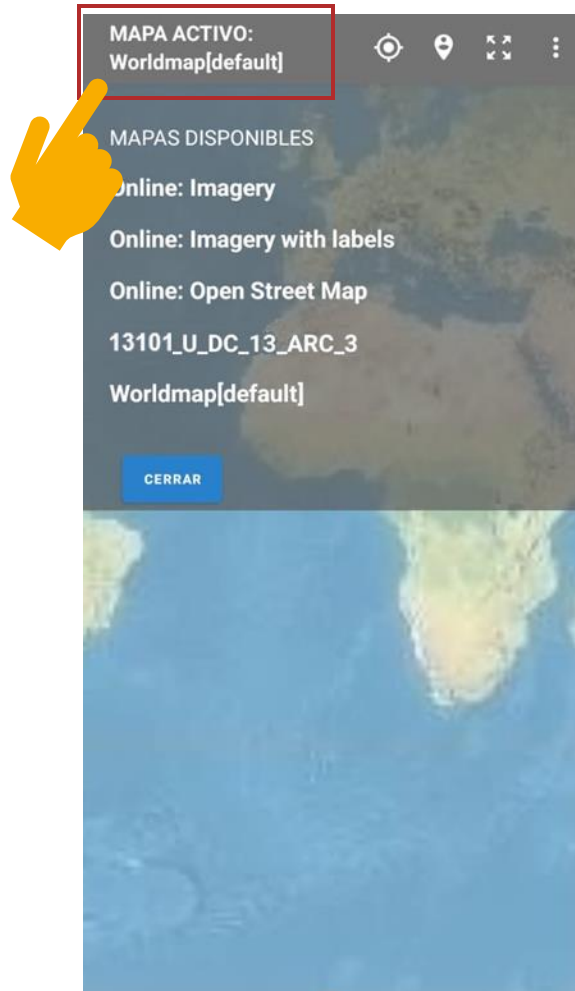 MAPA ACTIVO:
Worldmap[default]
MAPAS DISPONIBLES
Online: Imagery
Online: Imagery with labels
Online: Open Street Map
13101_U_DC_13_ARC_3
Worldmap[default]
CERRAR